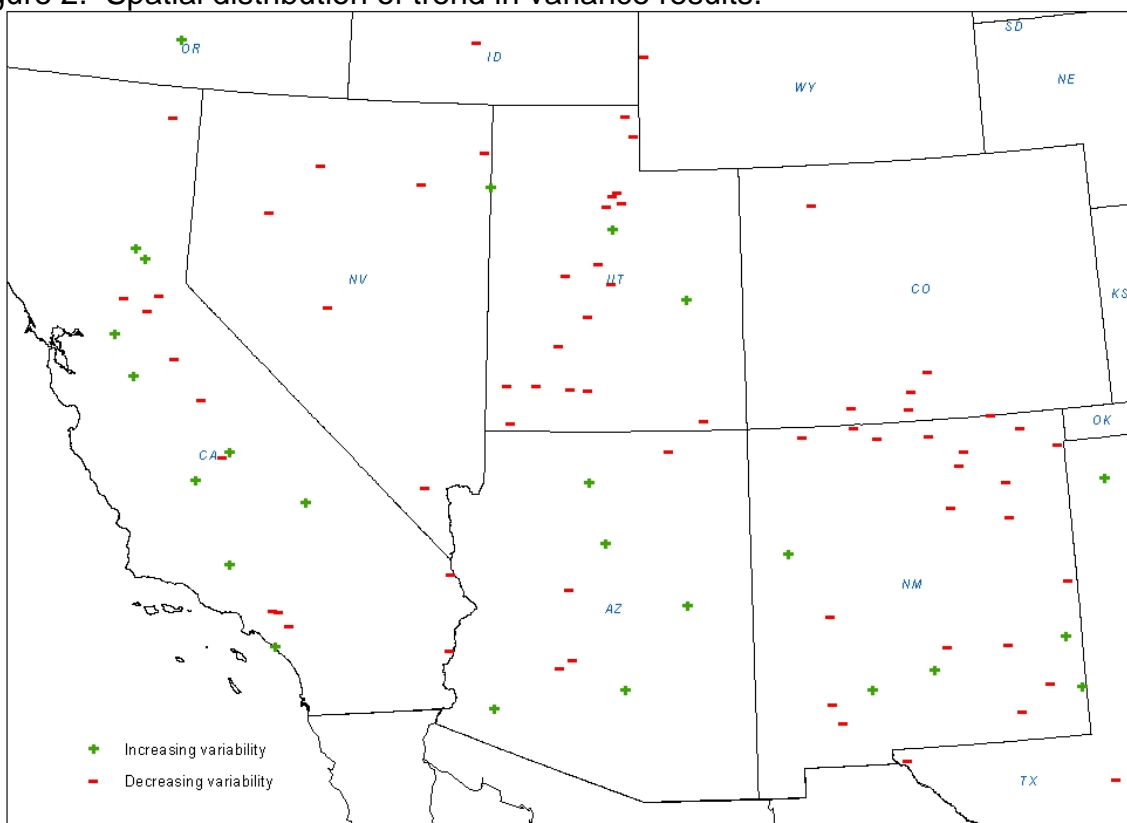 gure 2. Spatial distribution of trend in variance results.
OR
ID
SD
WY
NE
NV
UT
CO
KS
CA
OK
AZ
NM
Increasing variability
Decreasing variability
TX